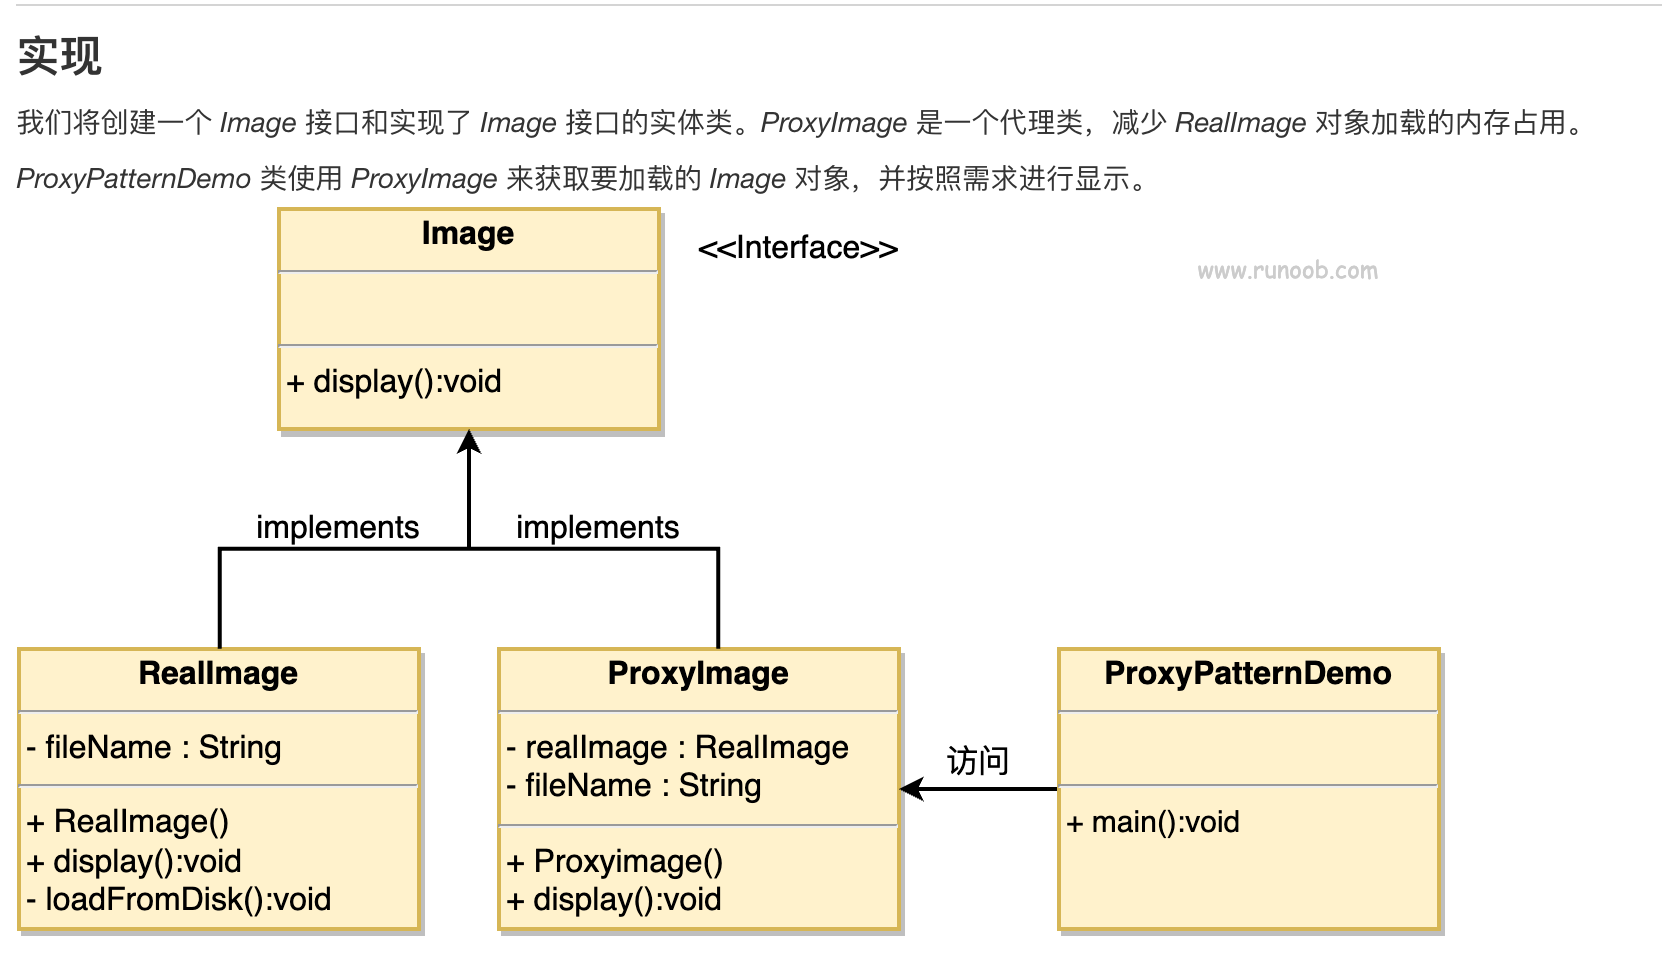 实现
我们将创建一个 Image 接口和实现了 Image 接口的实体类。ProxyImage 是一个代理类，减少 RealImage 对象加载的内存占用。
ProxyPatternDemo 类使用 ProxyImage 来获取要加载的 Image 对象，并按照需求进行显示。
Image
<<Interface>>
www.runoob.com
+ display():void
implements
implements
RealImage
- fileName : String
+ RealImage()
+ display():void
- loadFromDisk():void
ProxyImage
- realImage : RealImage
- fileName : String
+ Proxyimage()
+ display():void
访问
ProxyPatternDemo
+ main():void